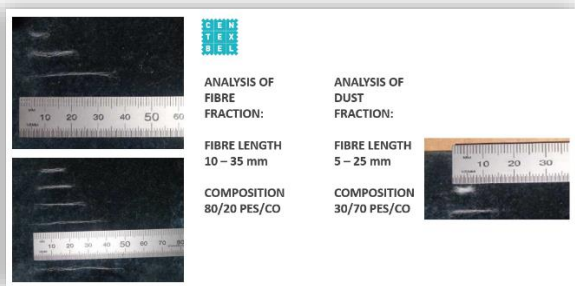 CEN
TEX
BEL
ANALYSIS OF
FIBRE
FRACTION:
FIBRE LENGTH
10 – 35 mm
COMPOSITION
80/20 PES/CO
ANALYSIS OF
DUST
FRACTION:
FIBRE LENGTH
5 – 25 mm
COMPOSITION
30/70 PES/CO
10 20 30 40 50 60
10 20 30 40 50 60 70
10 20 30